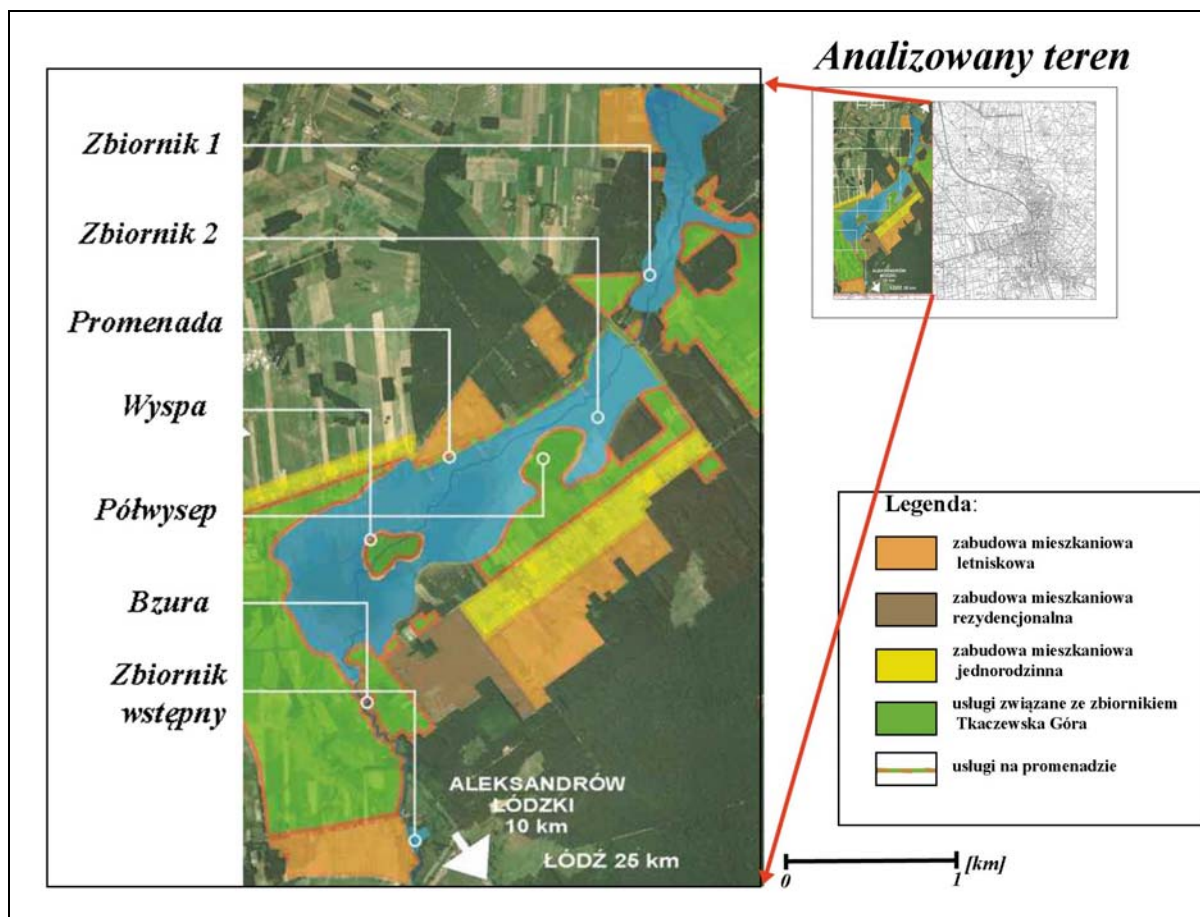 Analizowany teren
Zbiornik 1
Zbiornik 2
Promenada
Wyspa
Półwysep
Bzura
Zbiornik
wstępny
ALEKSANDRÓW
ŁÓDZKI
10 km
ŁÓDŹ 25 km
ALEKSANDRÓW
ŁÓDZKI
Legenda:
zabudowa mieszkaniowa
letniskowa
zabudowa mieszkaniowa
rezydencjonalna
zabudowa mieszkaniowa
jednorodzinna
usługi związane ze zbiornikiem
Tkaczewska Góra
usługi na promenadzie
0 1 [km]